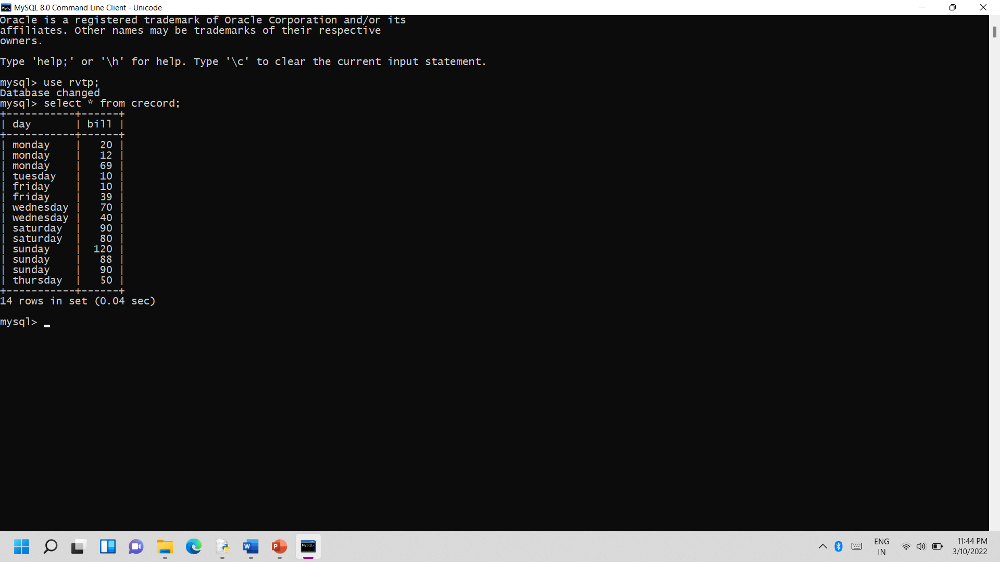 MySQL 8.0 Command Line Client - Unicode
Oracle is a registered trademark of Oracle Corporation and/or its
affiliates. Other names may be trademarks of their respective
owners.
Type 'help;' or '\h' for help. Type '\c' to clear the current input statement.
mysql> use rvtp;
Database changed
mysql> select * from crecord;
+-----------+------+
| day       | bill |
+-----------+------+
| monday    |   20 |
| monday    |   12 |
| monday    |   69 |
| tuesday   |   10 |
| friday    |   10 |
| friday    |   39 |
| wednesday |   70 |
| wednesday |   40 |
| saturday  |   90 |
| saturday  |   80 |
| sunday    |  120 |
| sunday    |   88 |
| sunday    |   90 |
| thursday  |   50 |
+-----------+------+
14 rows in set (0.04 sec)
mysql> _
W
P
MySQL
ENG
IN
11:44 PM
3/10/2022